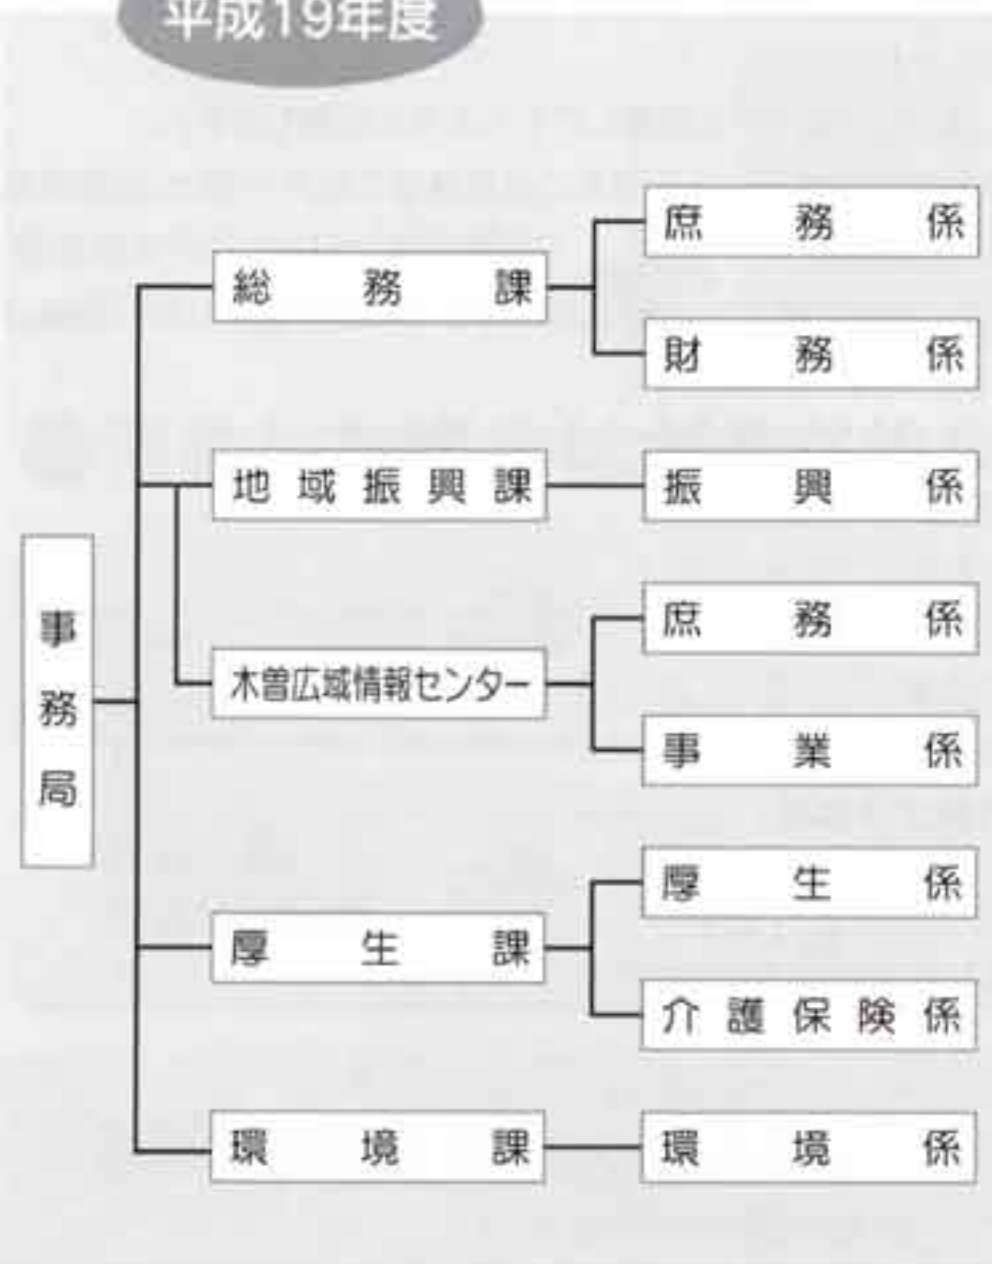 平成19年度
事務局
総務課
庶務係
財務係
地域振興課
振興係
木曽広域情報センター
庶務係
事業係
厚生課
厚生係
介護保険係
環境課
環境係